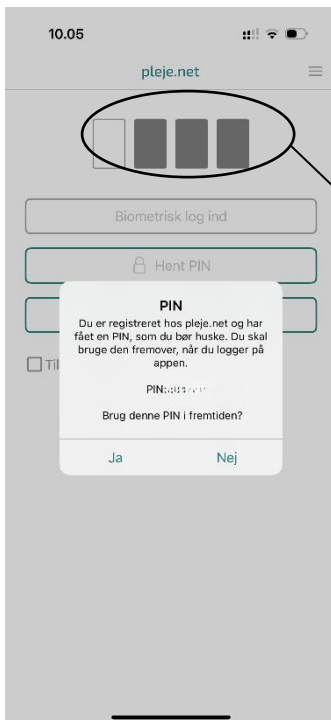 10.05
pleje.net
Biometrisk log ind
Hent PIN
PIN
Du er registreret hos pleje.net og har
fået en PIN, som du bør huske. Du skal
bruge den fremover, når du logger på
appen.
Til
PIN:
Brug denne PIN i fremtiden?
Ja Nej